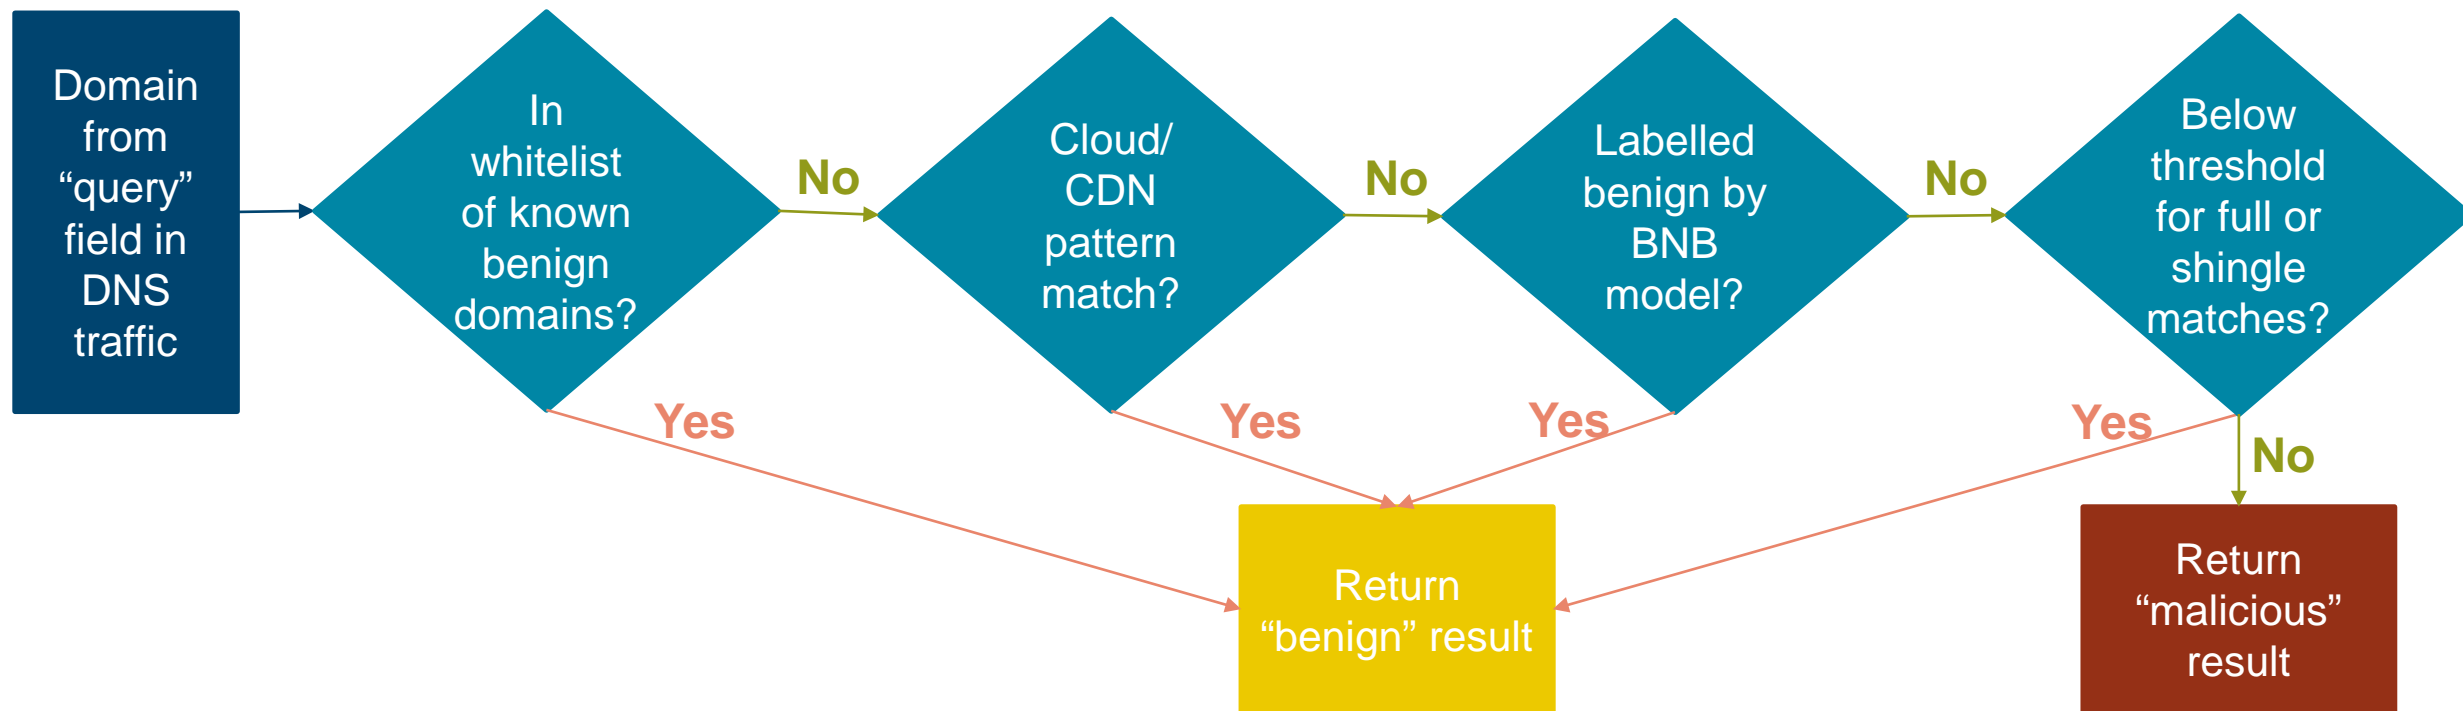 Domain
from
“query”
field in
DNS
traffic
In
whitelist
of known
benign
domains?
No
Cloud/
CDN
pattern
match?
No
Labelled
benign by
BNB
model?
No
Below
threshold
for full or
shingle
matches?
Yes
Yes
Yes
Yes
No
Return
“benign” result
Return
“malicious”
result